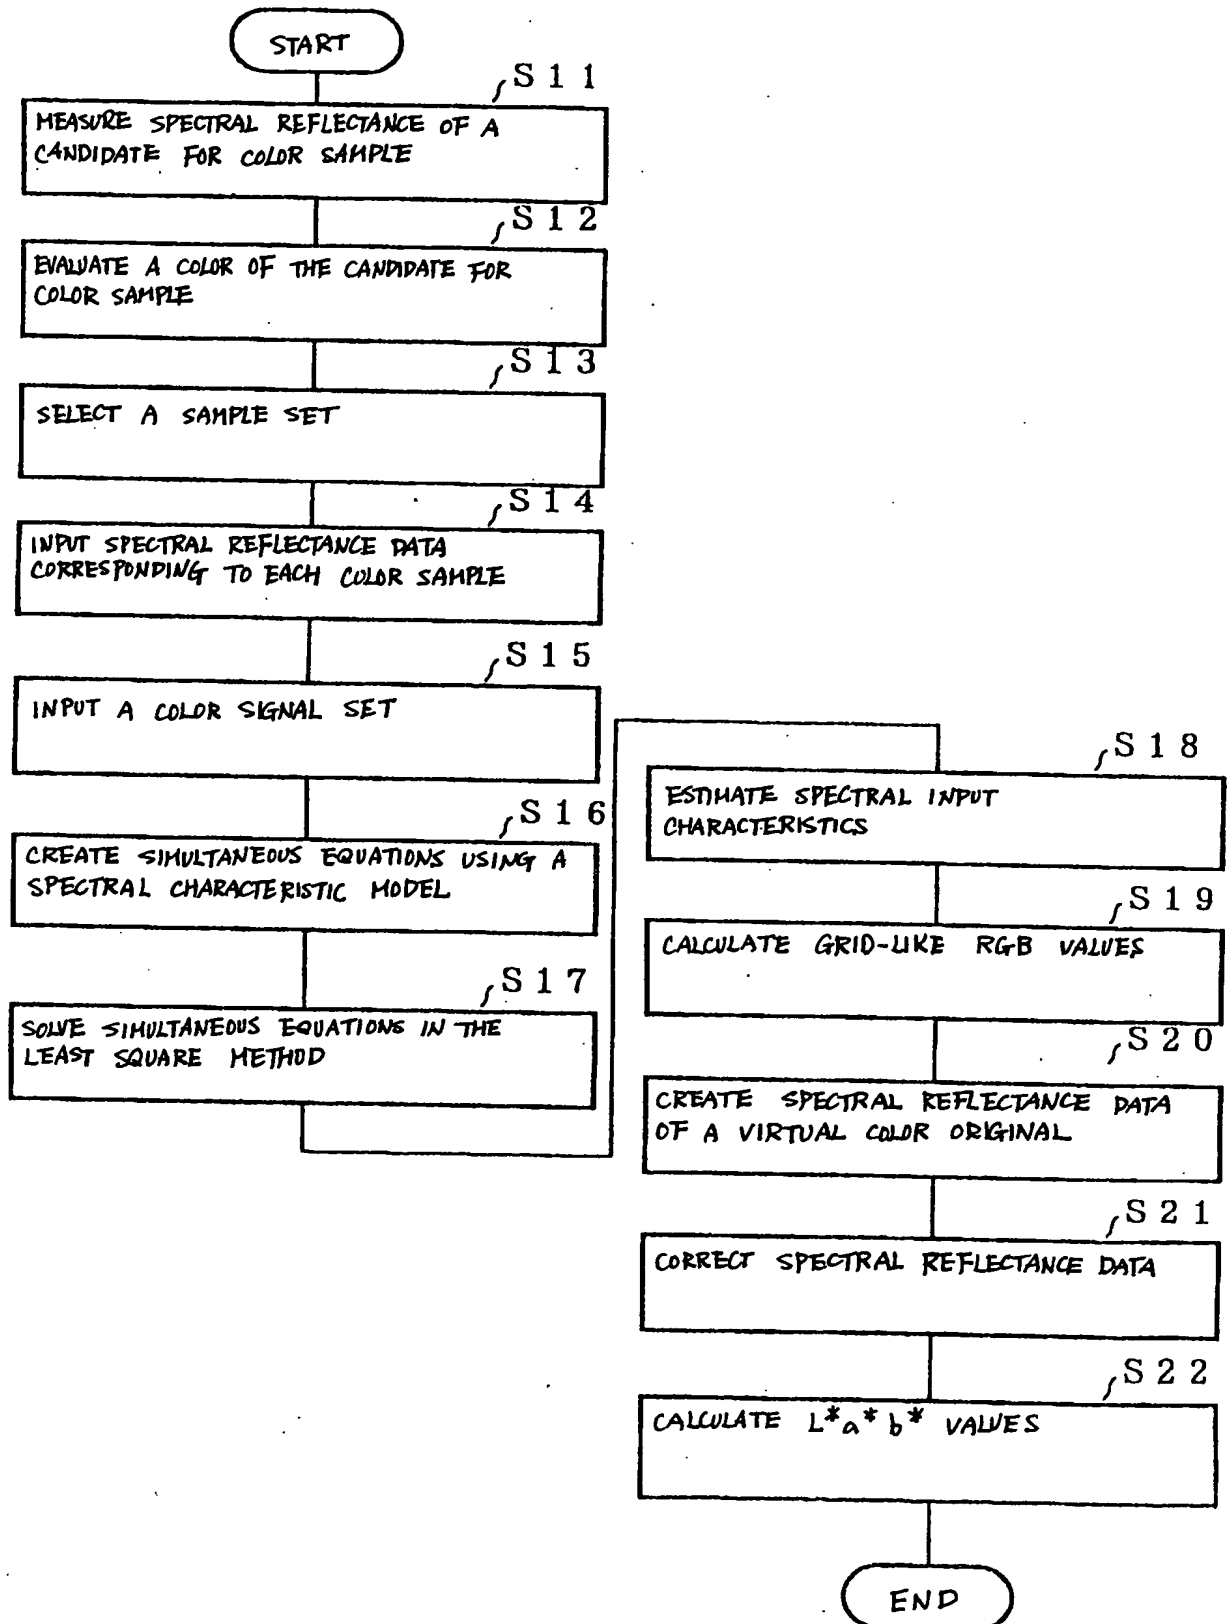 START
S11
MEASURE SPECTRAL REFLECTANCE OF A
CANDIDATE FOR COLOR SAMPLE
S12
EVALUATE A COLOR OF THE CANDIDATE FOR
COLOR SAMPLE
S13
SELECT A SAMPLE SET
S14
INPUT SPECTRAL REFLECTANCE DATA
CORRESPONDING TO EACH COLOR SAMPLE
S15
INPUT A COLOR SIGNAL SET
S16
CREATE SIMULTANEOUS EQUATIONS USING A
SPECTRAL CHARACTERISTIC MODEL
S17
SOLVE SIMULTANEOUS EQUATIONS IN THE
LEAST SQUARE METHOD
S18
ESTIMATE SPECTRAL INPUT
CHARACTERISTICS
S19
CALCULATE GRID-LIKE RGB VALUES
S20
CREATE SPECTRAL REFLECTANCE DATA
OF A VIRTUAL COLOR ORIGINAL
S21
CORRECT SPECTRAL REFLECTANCE DATA
S22
CALCULATE L*a*b* VALUES
END